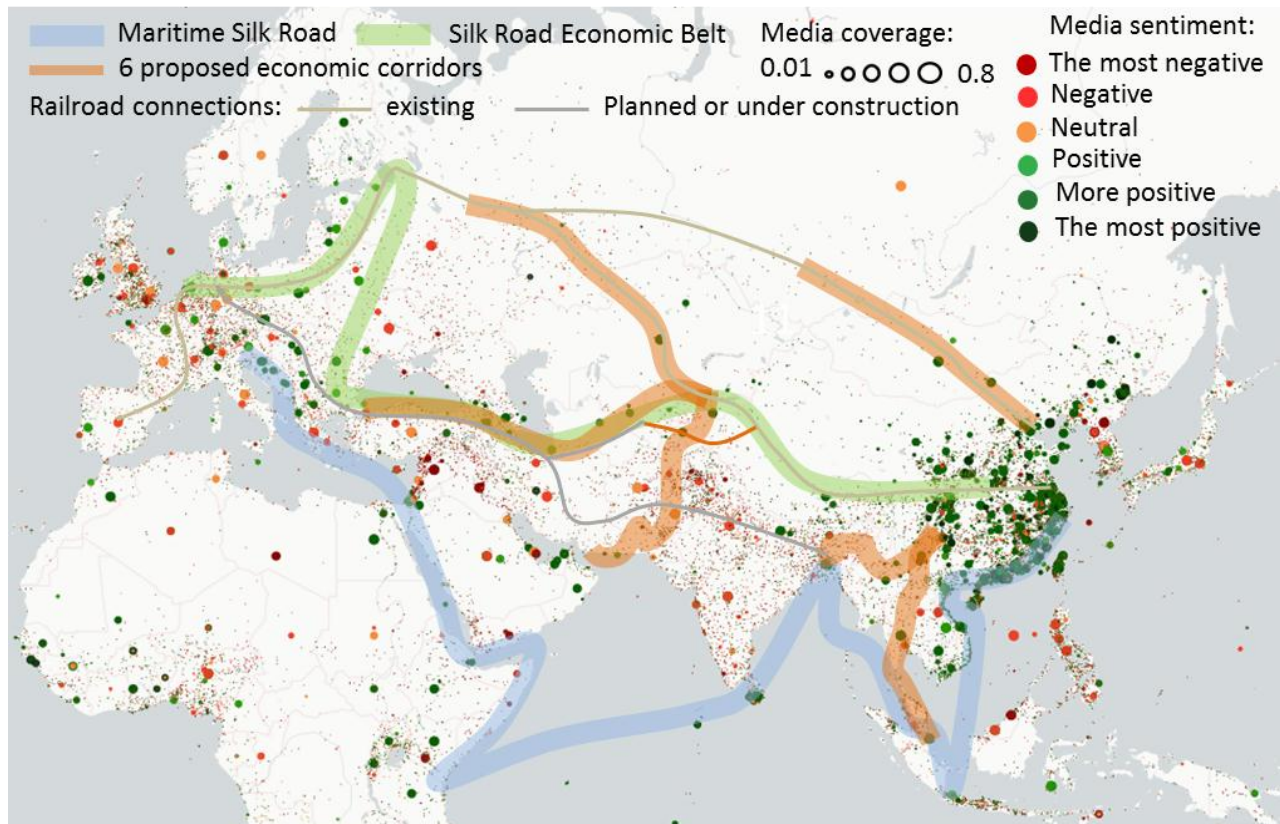 Maritime Silk Road
Silk Road Economic Belt
6 proposed economic corridors
Railroad connections:
existing
Planned or under construction
Media coverage:
0.01
0.8
Media sentiment:
The most negative
Negative
Neutral
Positive
More positive
The most positive